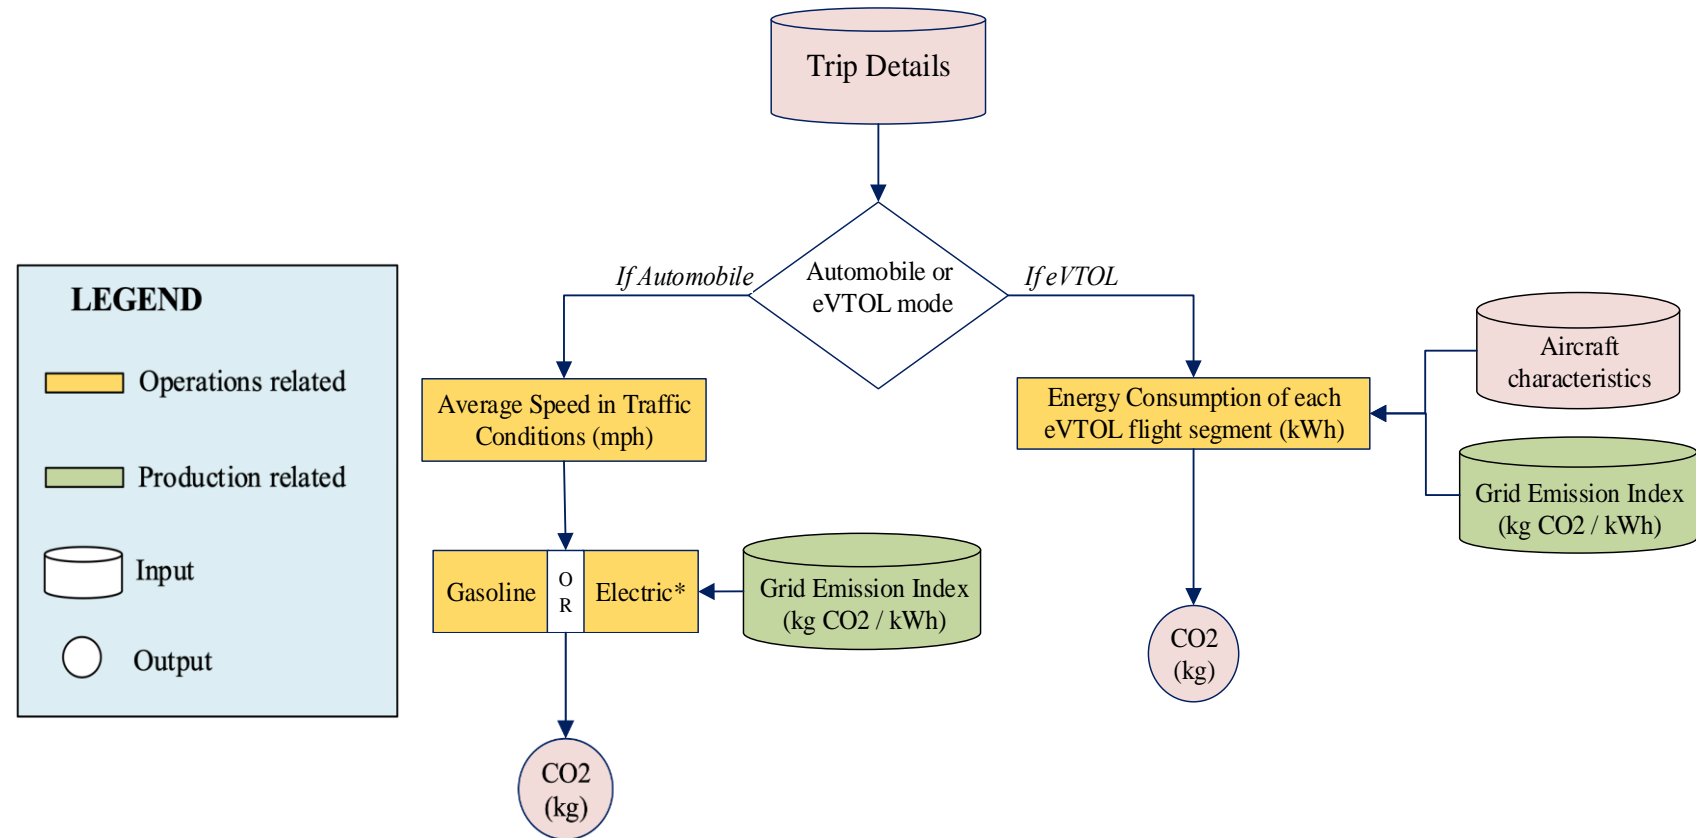 Trip Details
If Automobile
Automobile or
eVTOL mode
If eVTOL
LEGEND
Operations related
Production related
Input
Output
Average Speed in Traffic
Conditions (mph)
Gasoline
O
R
Electric*
Grid Emission Index
(kg CO2 / kWh)
CO2
(kg)
Energy Consumption of each
eVTOL flight segment (kWh)
Aircraft
characteristics
Grid Emission Index
(kg CO2 / kWh)
CO2
(kg)